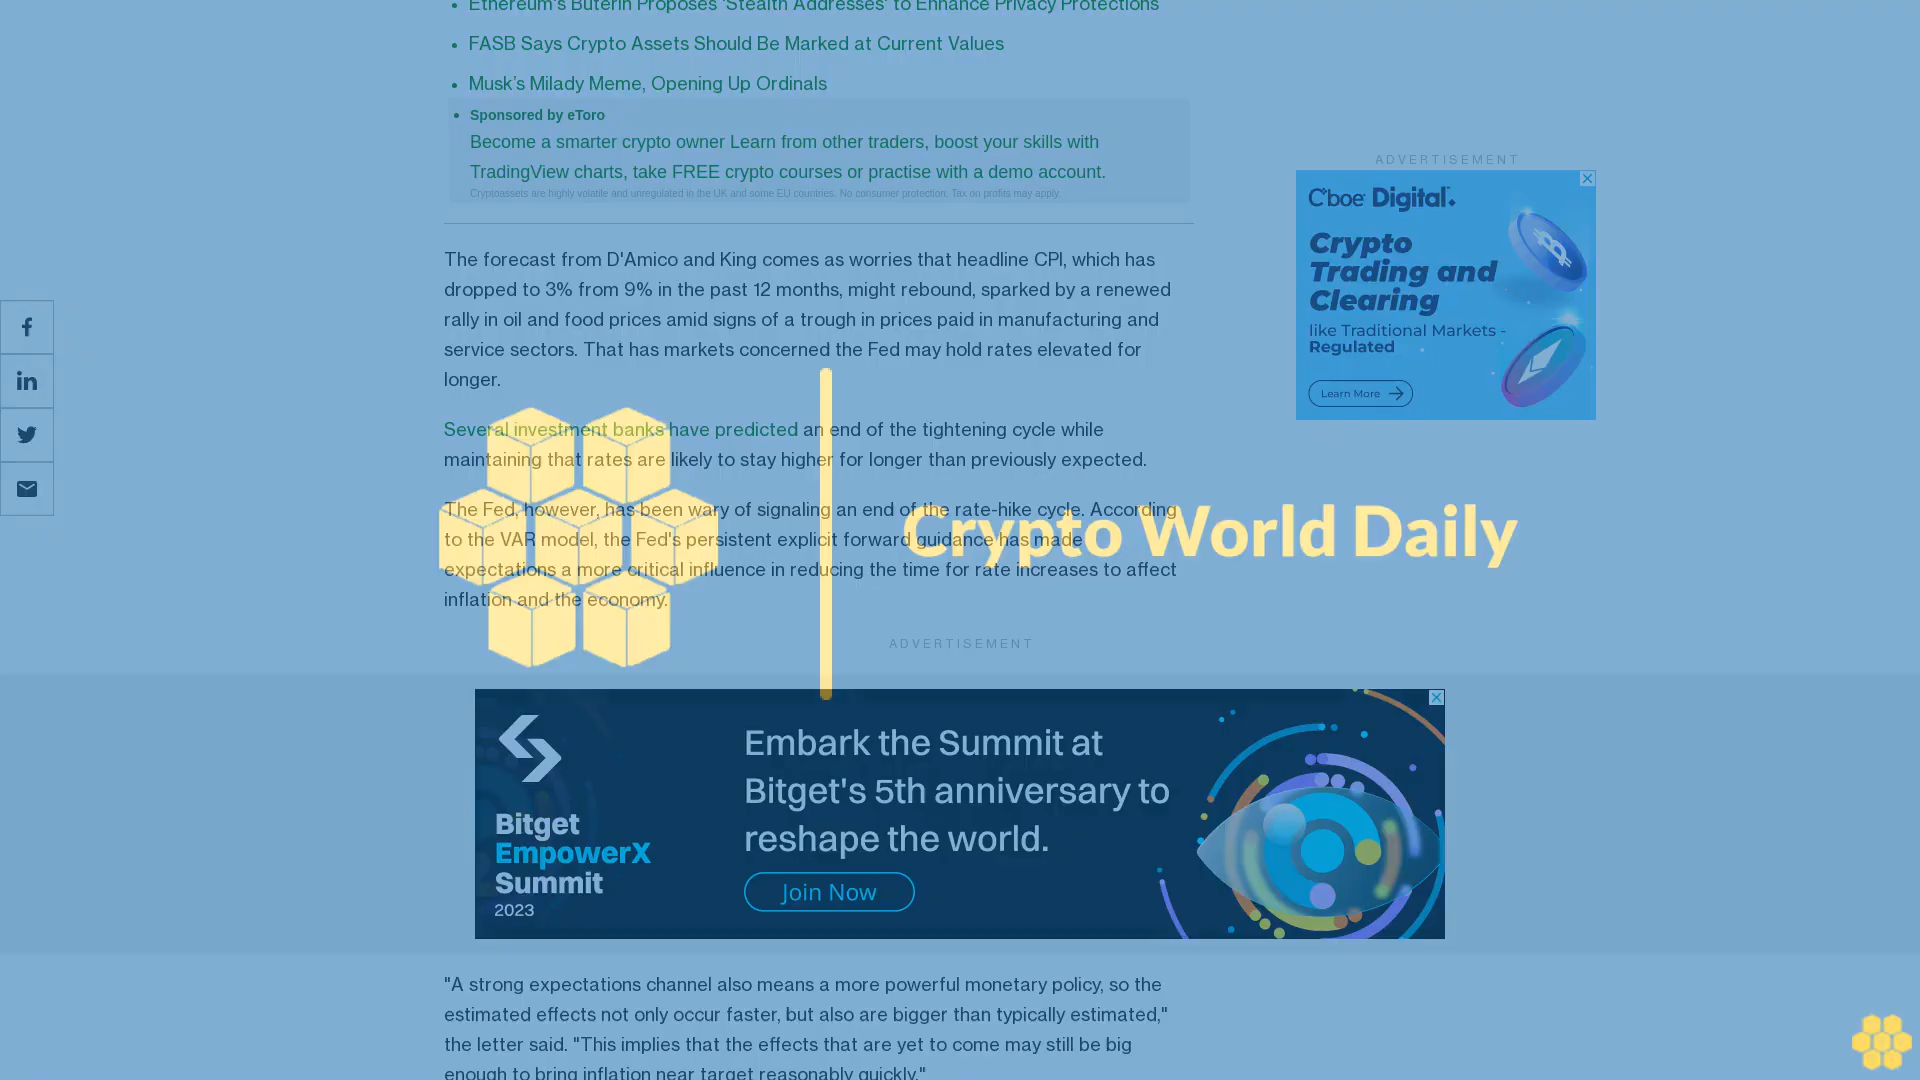 Ethereum's Buterin Proposes 'Stealth Addresses' to Enhance Privacy Protections
FASB Says Crypto Assets Should Be Marked at Current Values
Musk's Milady Meme, Opening Up Ordinals
Sponsored by eToro
Become a smarter crypto owner Learn from other traders, boost your skills with
TradingView charts, take FREE crypto courses or practise with a demo account.
Cryptoassets are highly volatile and unregulated in the UK and some EU countries. No consumer protection. Tax on profits may apply.
ADVERTISEMENT
Cboe Digital
Crypto
Trading and
Clearing
like Traditional Markets -
Regulated
Learn More
The forecast from D'Amico and King comes as worries that headline CPI, which has
dropped to 3% from 9% in the past 12 months, might rebound, sparked by a renewed
rally in oil and food prices amid signs of a trough in prices paid in manufacturing and
service sectors. That has markets concerned the Fed may hold rates elevated for
longer.
Several investment banks have predicted an end of the tightening cycle while
maintaining that rates are likely to stay higher for longer than previously expected.
The Fed, however, has been wary of signaling an end of the rate-hike cycle. According
to the VAR model, the Fed's persistent explicit forward guidance has made
expectations a more critical influence in reducing the time for rate increases to affect
inflation and the economy.
Crypto World Daily
ADVERTISEMENT
Bitget
EmpowerX
Summit
2023
Embark the Summit at
Bitget's 5th anniversary to
reshape the world.
Join Now
"A strong expectations channel also means a more powerful monetary policy, so the
estimated effects not only occur faster, but also are bigger than typically estimated,"
the letter said. "This implies that the effects that are yet to come may still be big
enough to bring inflation near target reasonably quickly."